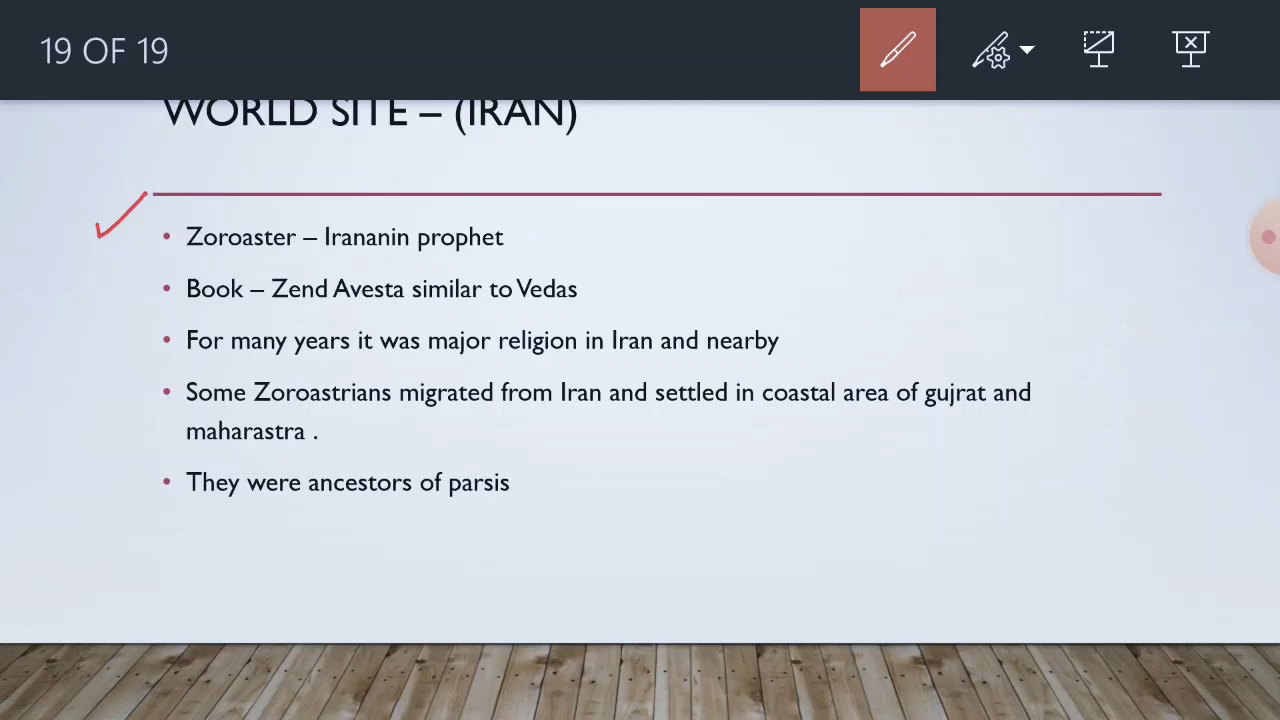 19 OF 19
WORLD SITE – (IRAN)
• Zoroaster – Irananin prophet
• Book – Zend Avesta similar to Vedas
• For many years it was major religion in Iran and nearby
• Some Zoroastrians migrated from Iran and settled in coastal area of gujrat and
maharastra .
• They were ancestors of parsis